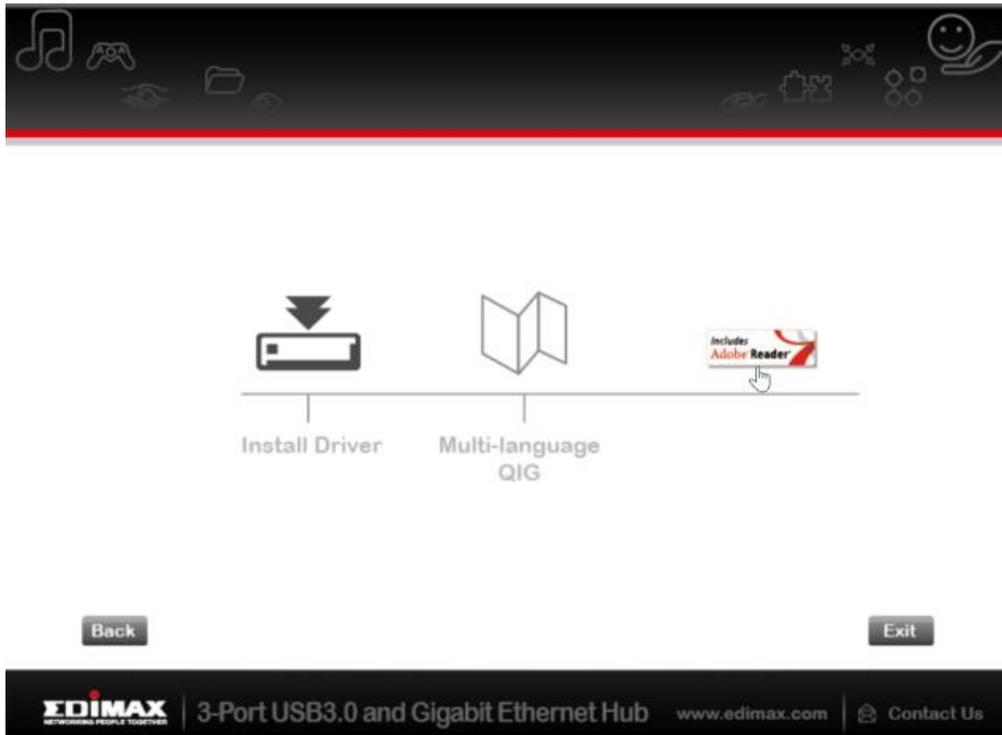 Includes
Adobe Reader
Install Driver
Multi-language
QIG
Back
Exit
EDIMAX
NETWORKING PEOPLE TOGETHER
3-Port USB3.0 and Gigabit Ethernet Hub
www.edimax.com
Contact Us